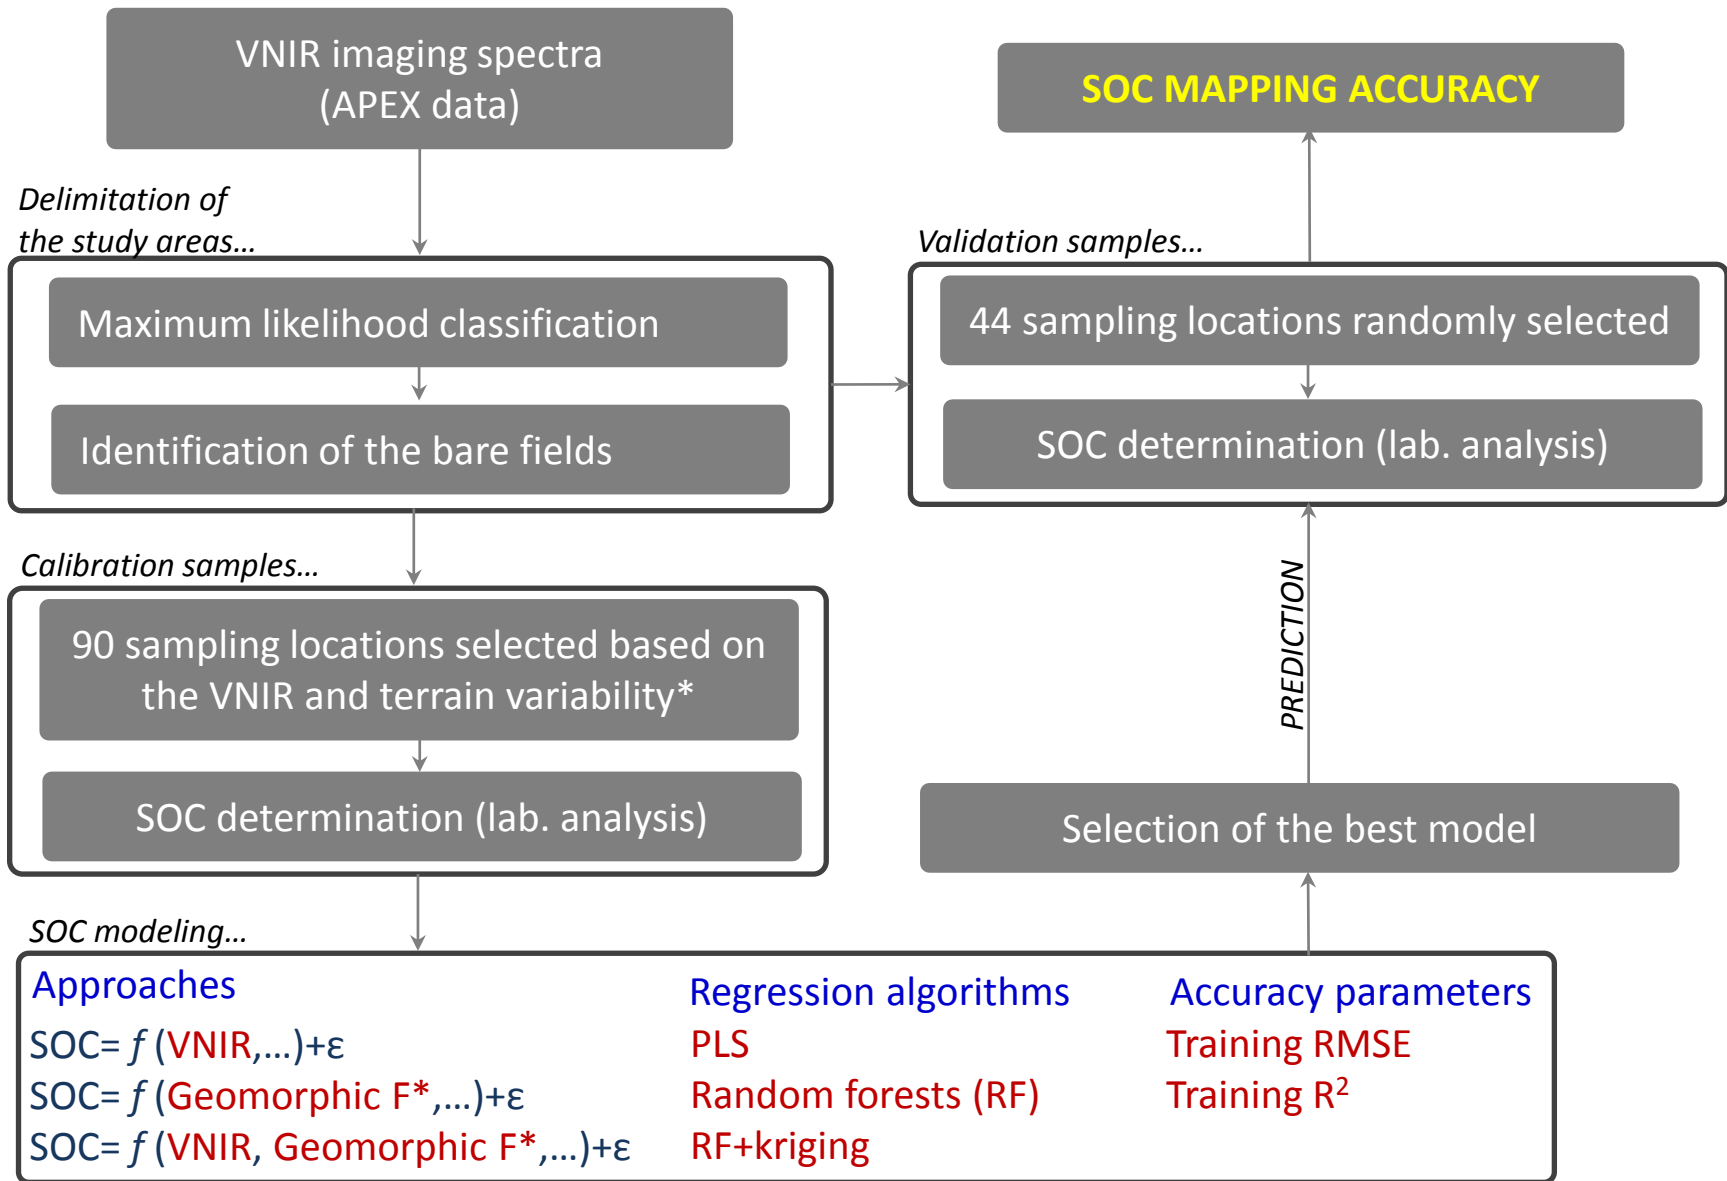 VNIR imaging spectra
(APEX data)
Delimitation of
the study areas...
Maximum likelihood classification
Identification of the bare fields
Calibration samples...
90 sampling locations selected based on
the VNIR and terrain variability*
SOC determination (lab. analysis)
SOC modeling...
Approaches
SOC= f (VNIR,...)+ε
SOC= f (Geomorphic F*,...)+ε
SOC= f (VNIR, Geomorphic F*,...)+ε
Regression algorithms
PLS
Random forests (RF)
RF+kriging
Accuracy parameters
Training RMSE
Training R²
Selection of the best model
PREDICTION
Validation samples...
44 sampling locations randomly selected
SOC determination (lab. analysis)
SOC MAPPING ACCURACY